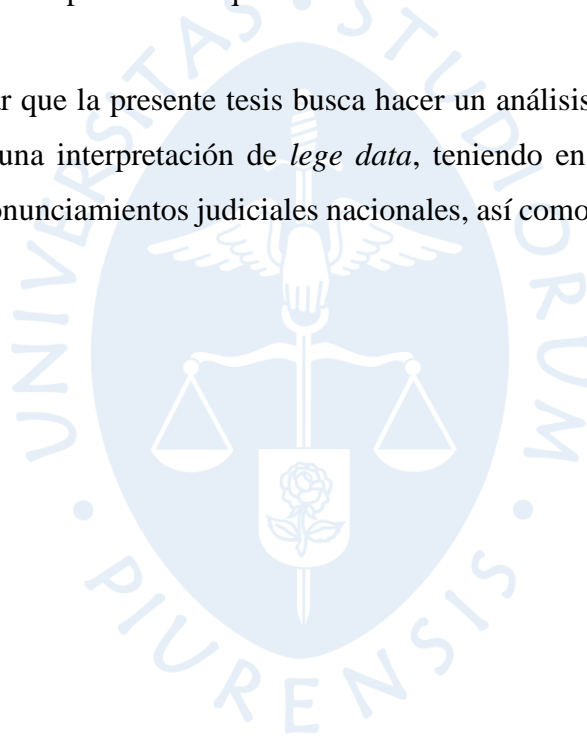 r que la presente tesis busca hacer un análisis
una interpretación de lege data, teniendo en
onunciamientos judiciales nacionales, así como
UNIVERSITAS • STUDIORUM • PIURENSIS •